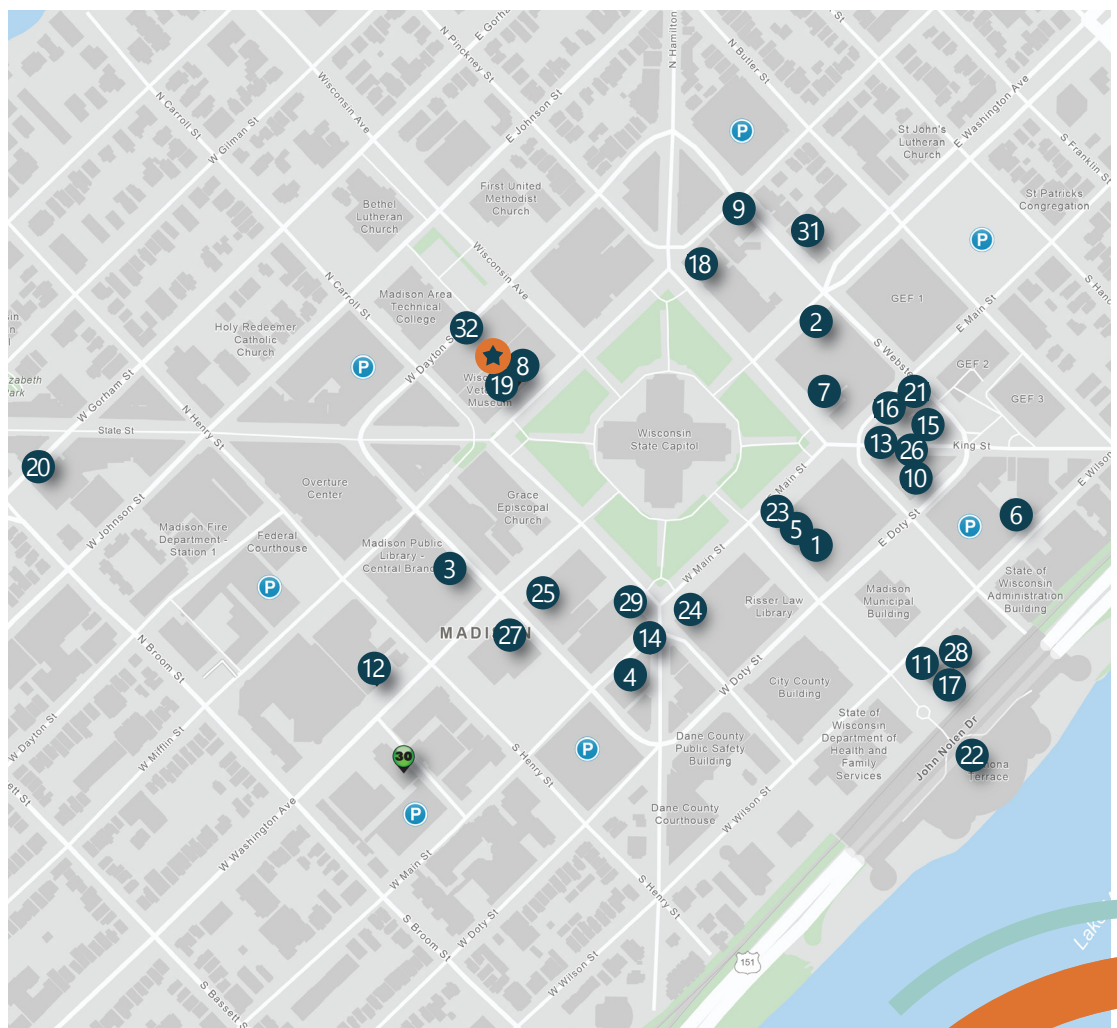 N Pinckney St
E Gorham
N Hamilton
N Butler St
E Washington Ave
S Franklin St
Wisconsin Ave
N Carroll St
W Gilman St
E Johnson St
P
St John's
Lutheran
Church
St Patricks
Congregation
First United
Methodist
Church
Bethel
Lutheran
Church
9
31
P
18
Wisconsin Ave
N Carroll St
GEF 1
S Hanc
Madison Area
Technical
College
E Main St
Holy Redeemer
Catholic
Church
32
2
W Dayton St
S Webste
GEF 2
P
8
19
7
21
GEF 3
16
15
W Gorham St
N Henry St
State St
Wisconsin
State Capitol
13
26
King St
20
10
E Wilson
Overture
Center
Grace
Episcopal
Church
Main St
23
5
1
E Doty St
P
6
W Johnson St
Madison Fire
Department -
Station 1
Federal
Courthouse
Madison Public
Library -
Central Branc
3
W Main St
State of
Wisconsin
Administration
Building
P
25
29
24
Risser Law
Library
Madison
Municipal
Building
27
14
MADI
N
N Broom St
12
4
W Doty St
City County
Building
11
28
17
W Dayton St
W Mifflin St
30
S Henry St
P
Dane County
Public Safety
Building
State of
Wisconsin
Department of
Health and
Family
Services
John Nolen Dr
22
ona
Terrace
ett St
W Washington Ave
P
Dane County
Courthouse
W Wilson St
W Main St
S Henry St
S Broom St
W Doty St
W Wilson St
151
Lake
S Bassett St